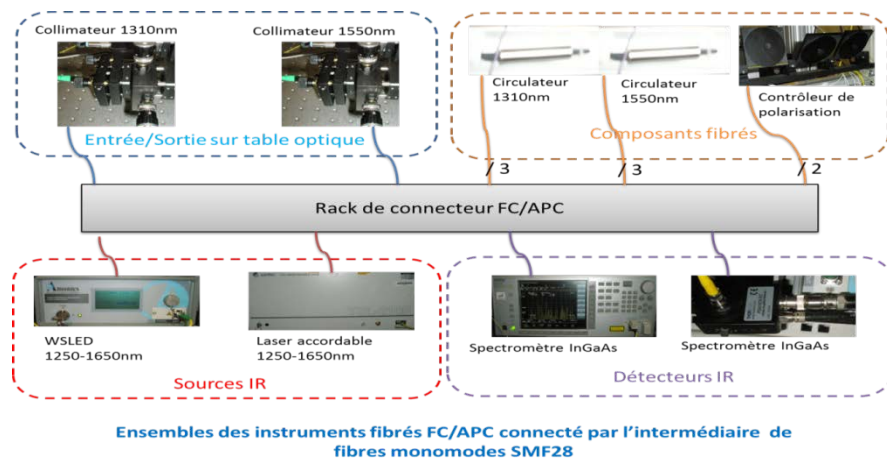 Collimateur 1310nm
Collimateur 1550nm
Entrée/Sortie sur table optique
Circulateur
1310nm
Circulateur
1550nm
Contrôleur de
polarisation
Composants fibrés
/ 3
/ 3
/ 2
Rack de connecteur FC/APC
WSLED
1250-1650nm
Laser accordable
1250-1650nm
Sources IR
Spectromètre InGaAs
Spectromètre InGaAs
Détecteurs IR
Ensembles des instruments fibrés FC/APC connecté par l'intermédiaire de
fibres monomodes SMF28